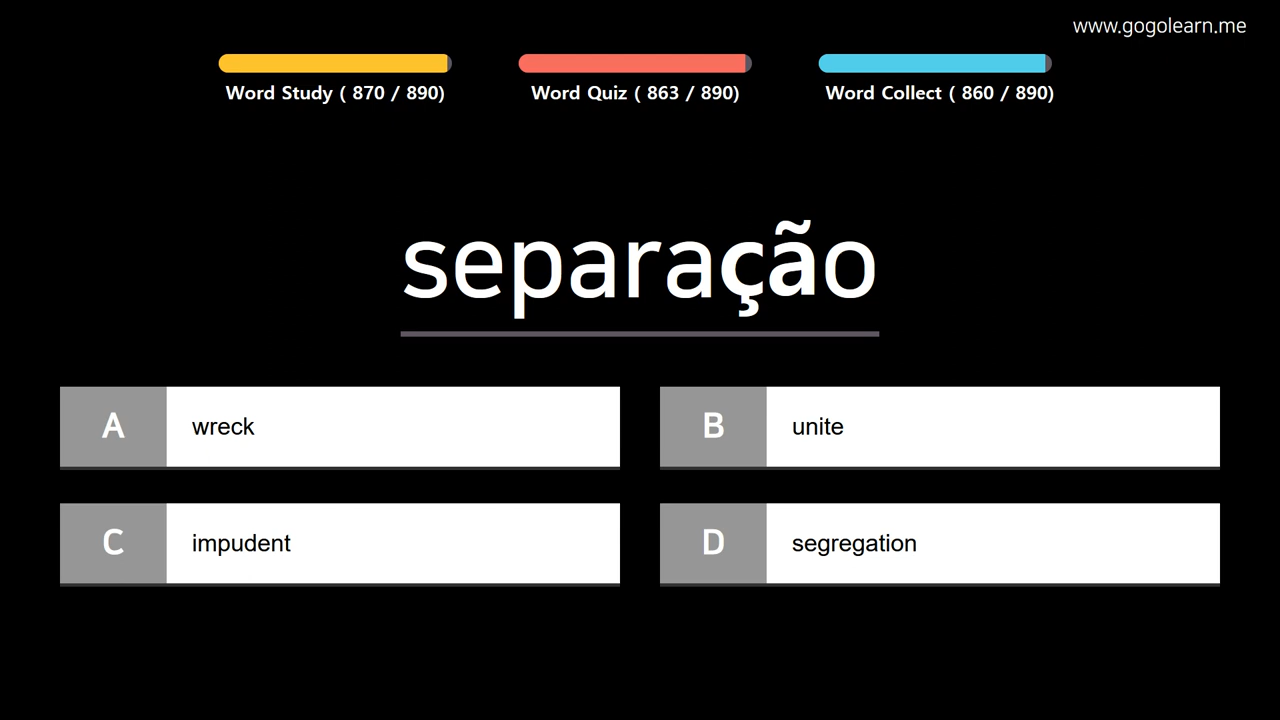 www.gogolearn.me
Word Study ( 870 / 890)
Word Quiz ( 863 / 890)
Word Collect ( 860 / 890)
separação
A wreck
B unite
C impudent
D segregation